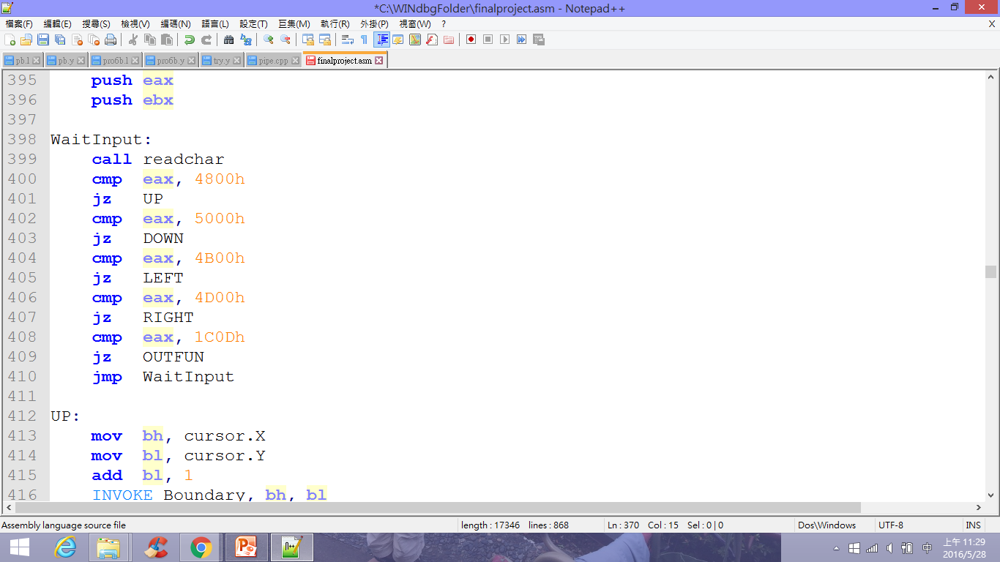 *C:\WINdbgFolder\finalproject.asm - Notepad++
檔案(F) 編輯(E) 搜尋(S) 檢視(V) 編碼(N) 語言(L) 設定(T) 巨集(M) 執行(R) 外掛(P) 視窗(W) ? X
pb.l pb.y pro6b.l pro6b.y try.y pipe.cpp finalproject.asm
395 push eax
396 push ebx
397
398 WaitInput:
399 call readchar
400 cmp eax, 4800h
401 jz UP
402 cmp eax, 5000h
403 jz DOWN
404 cmp eax, 4B00h
405 jz LEFT
406 cmp eax, 4D00h
407 jz RIGHT
408 cmp eax, 1C0Dh
409 jz OUTFUN
410 jmp WaitInput
411
412 UP:
413 mov bh, cursor.X
414 mov bl, cursor.Y
415 add bl, 1
416 INVOKE Boundary, bh, bl
Assembly language source file length : 17346 lines : 868 Ln : 370 Col : 15 Sel : 0 | 0 Dos\Windows UTF-8 INS
中 上午 11:29
2016/5/28